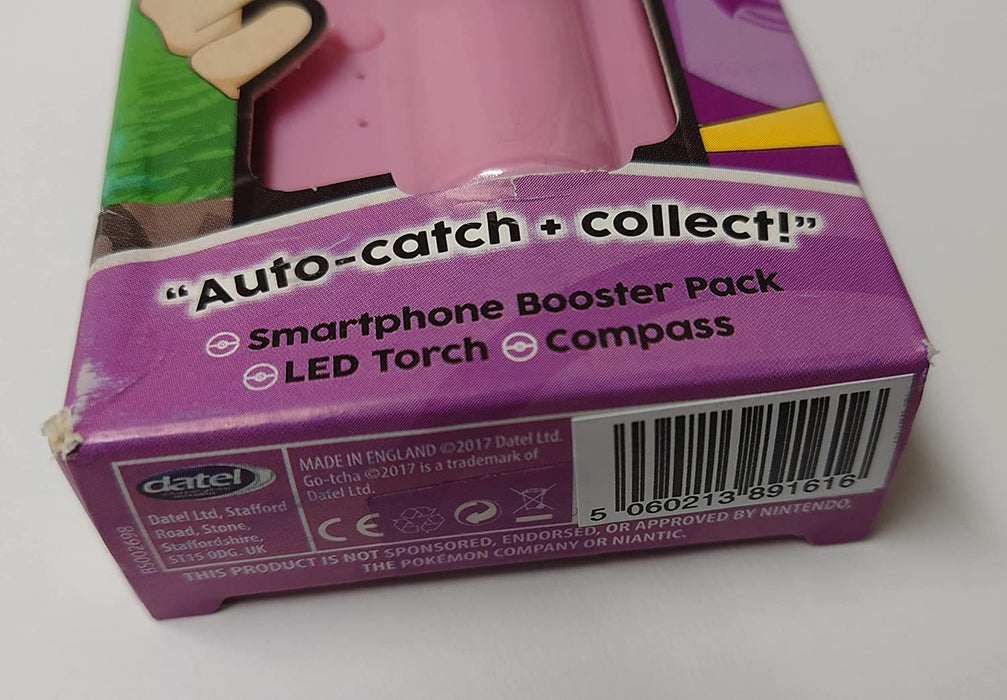 “Auto-catch + collect!”
Smartphone Booster Pack
LED Torch Compass
datel
Datel Ltd, Stafford
Road, Stone,
Staffordshire,
ST15 0DG. UK
BS002698
MADE IN ENGLAND ©2017 Datel Ltd.
Go-tcha ©2017 is a trademark of
Datel Ltd.
CE
5 060213 891616
THIS PRODUCT IS NOT SPONSORED, ENDORSED, OR APPROVED BY NINTENDO,
THE POKÉMON COMPANY OR NIANTIC.